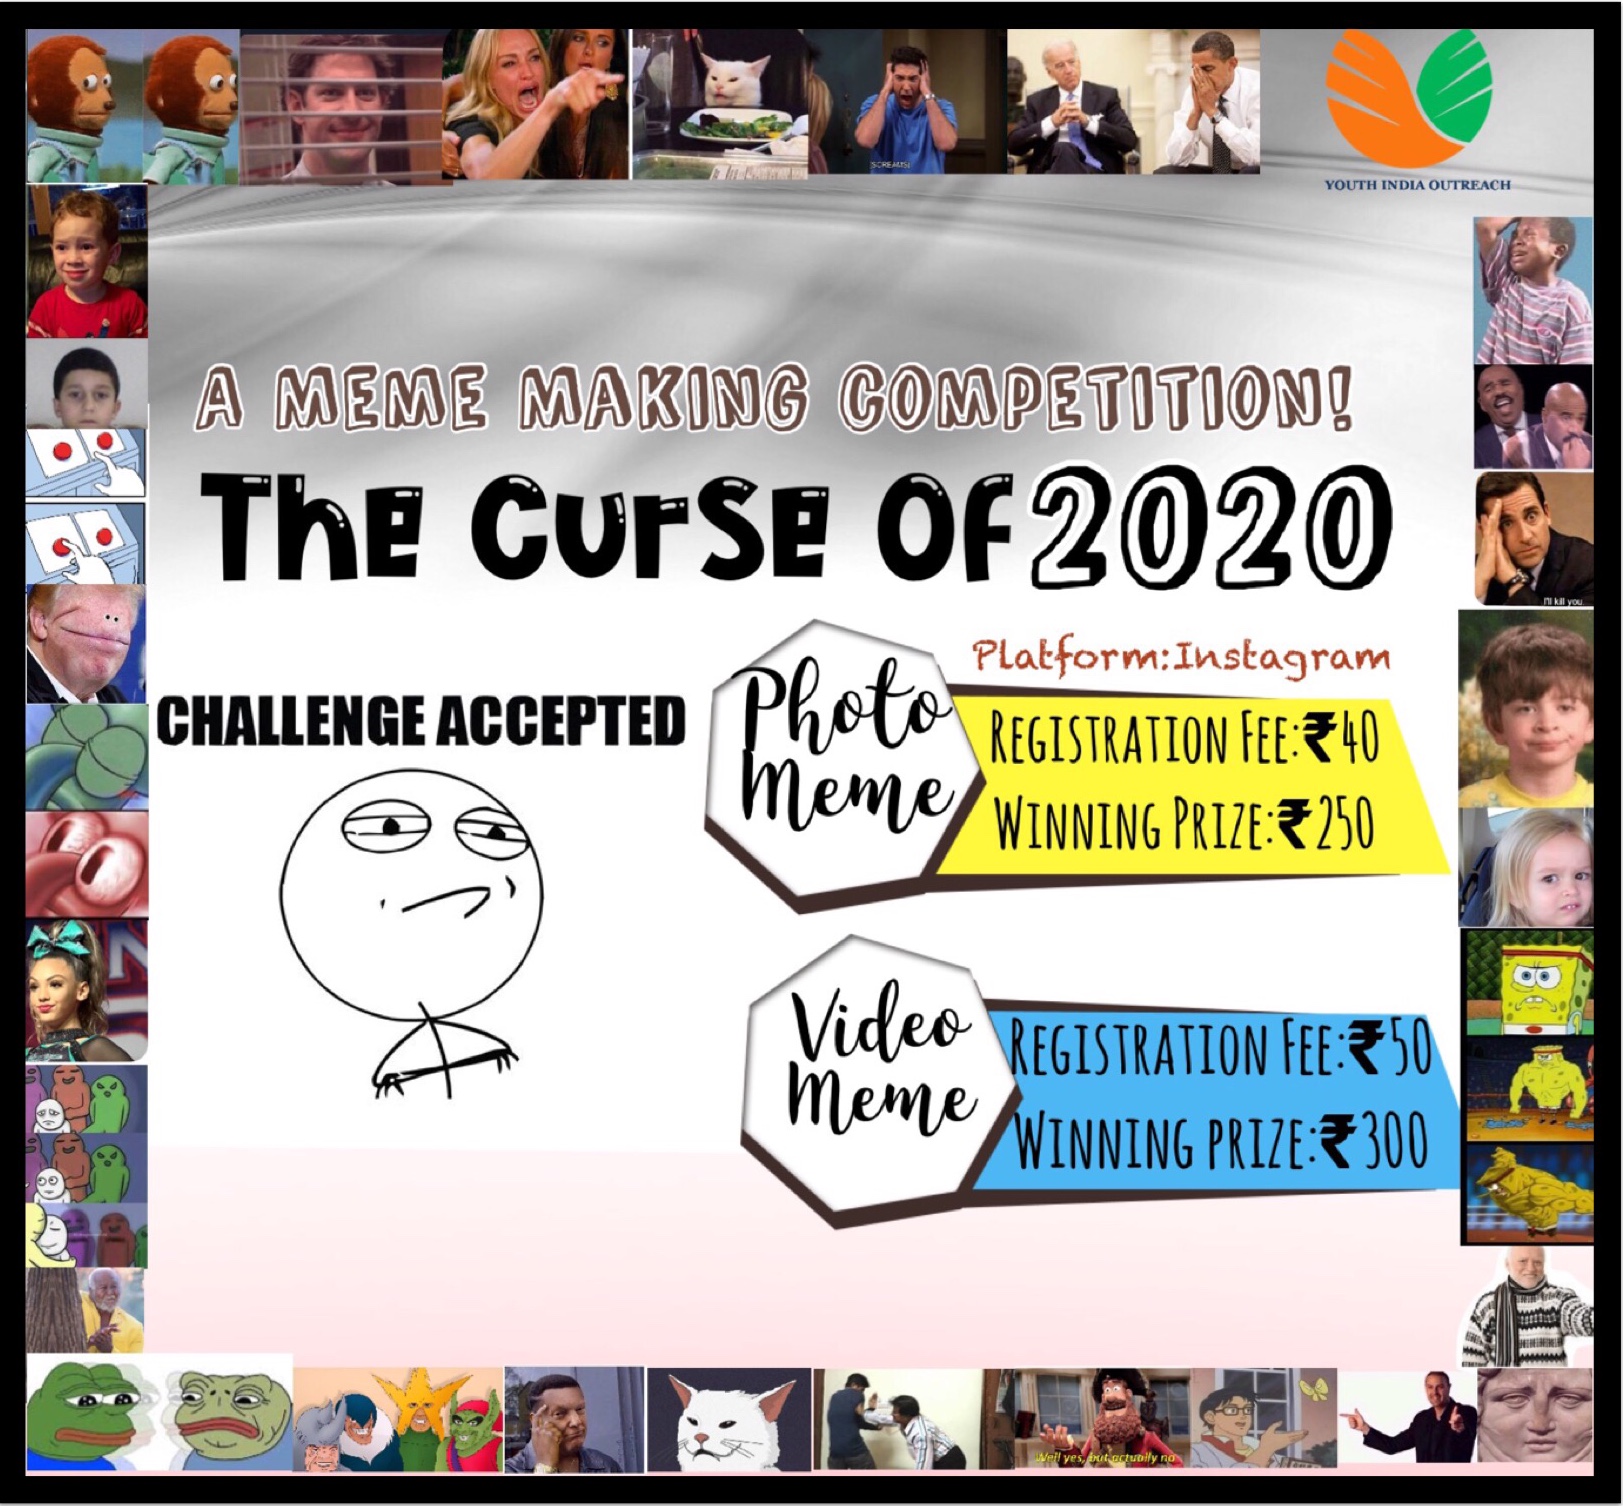 SCREAMS!
YOUTH INDIA OUTREACH
A MEME MAKING COMPETITION!
The Curse Of 2020
I'll kill you
Platform:Instagram
CHALLENGE ACCEPTED
Photo
Meme
Registration Fee:₹40
Winning Prize:₹250
Video
Meme
Registration Fee:₹50
Winning prize:₹300
Well yes, but actually no